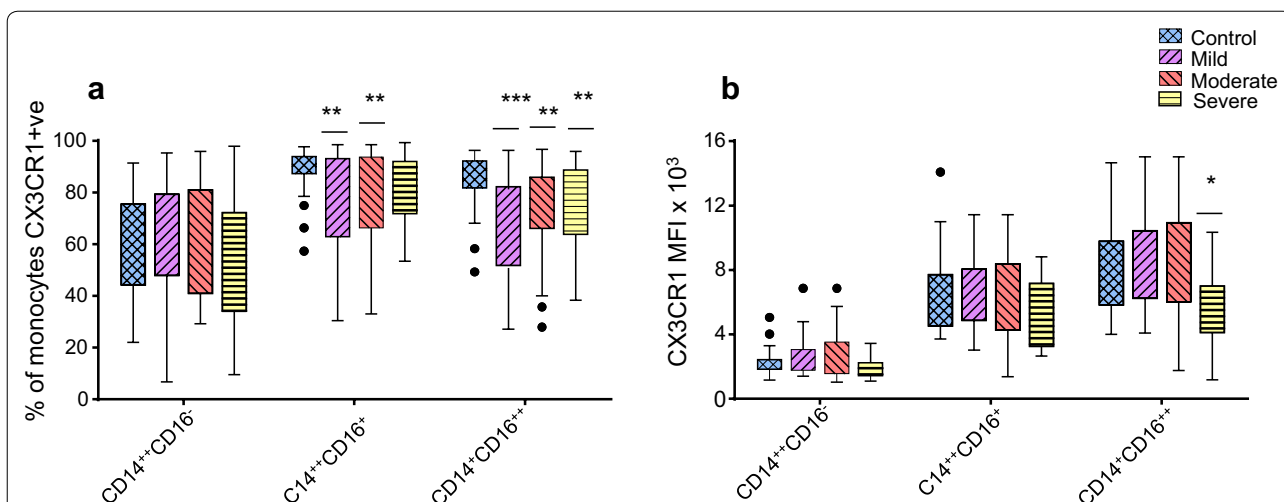 Control
Mild
Moderate
Severe
a
** ** *** ** **
% of monocytes CX3CR1+ve
100
80
60
40
20
0
CD14⁺⁺CD16⁻
C14⁺⁺CD16⁺
CD14⁺CD16⁺⁺
b
*
CX3CR1 MFI x 10³
16
12
8
4
0
CD14⁺⁺CD16⁻
C14⁺⁺CD16⁺
CD14⁺CD16⁺⁺